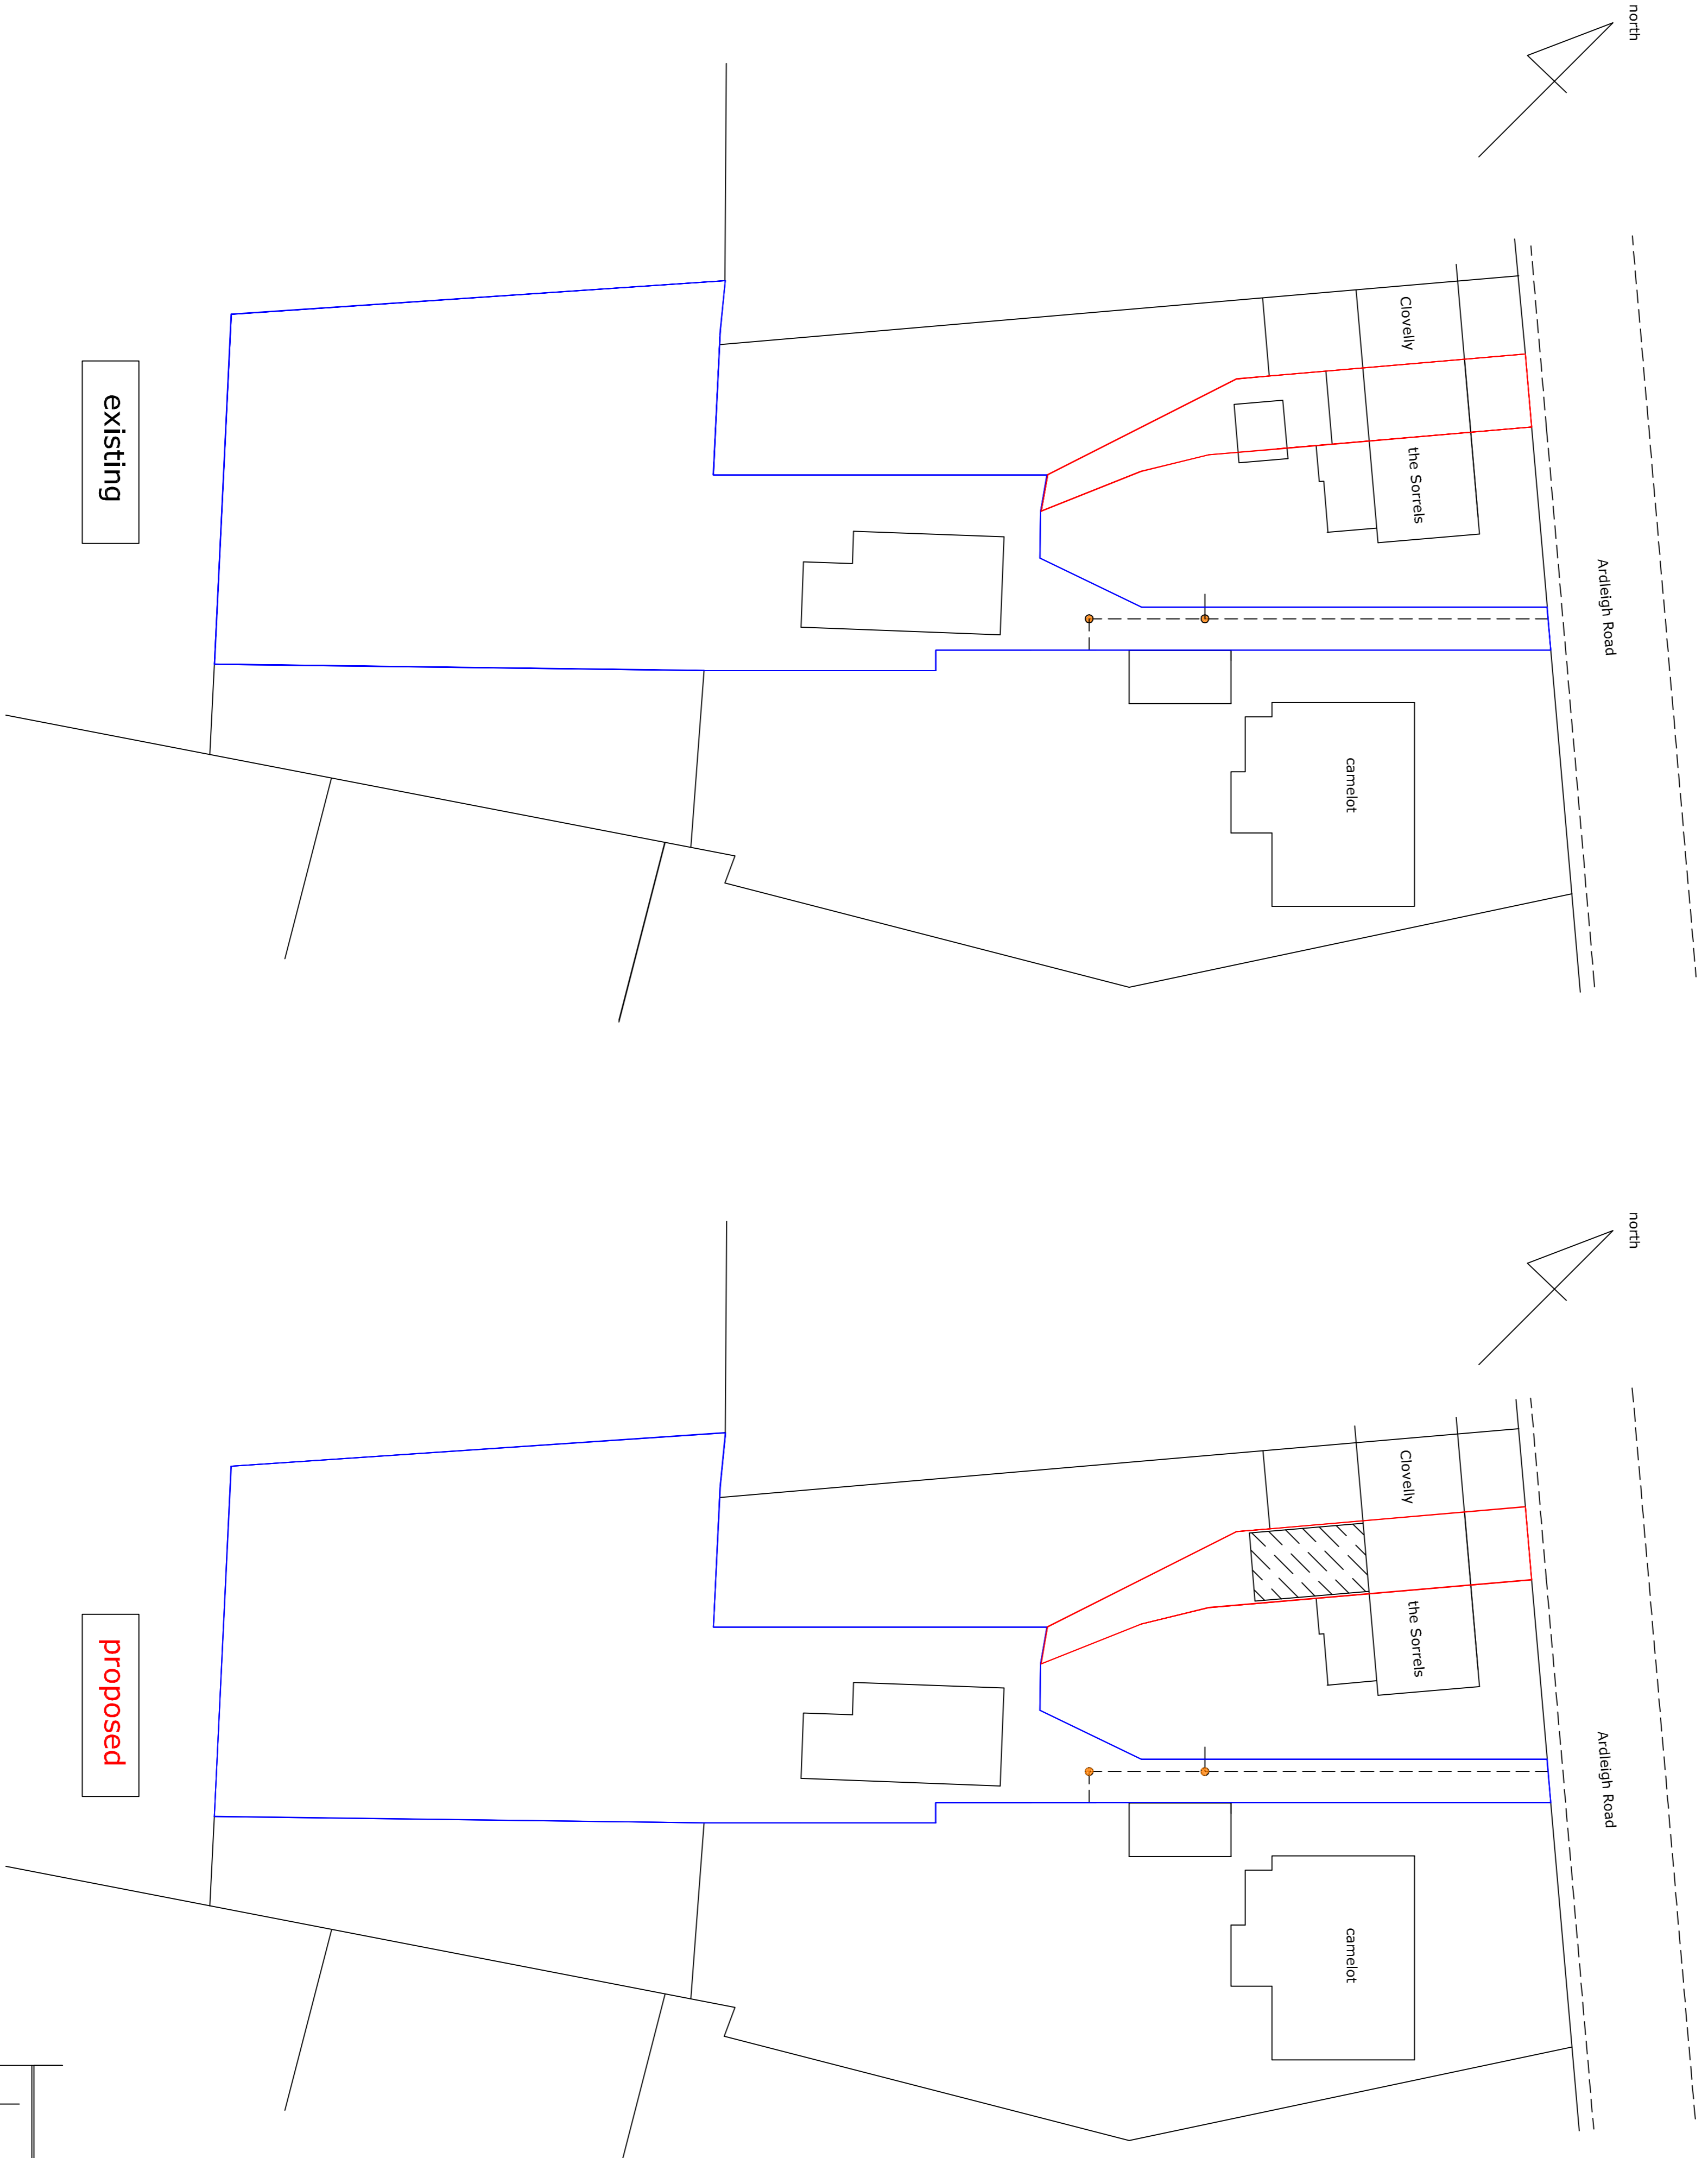 north
Clovelly
the Sorrels
Ardleigh Road
camelot
existing
north
Clovelly
the Sorrels
Ardleigh Road
camelot
proposed